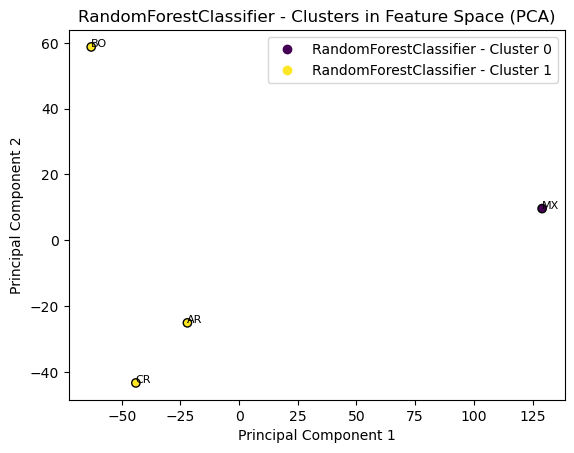 RandomForestClassifier - Clusters in Feature Space (PCA)
RandomForestClassifier - Cluster 0
RandomForestClassifier - Cluster 1
BO
MX
AR
CR
60
40
20
0
−20
−40
Principal Component 2
−50
−25
0
25
50
75
100
125
Principal Component 1